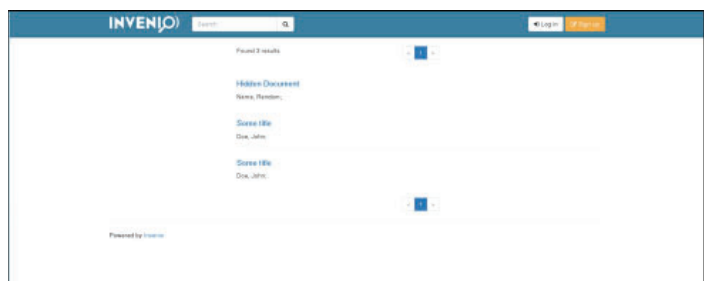 INVENIO
Search
Log in
Sign up
Found 3 results.
« 1 »
Hidden Document
Name, Random;
Some title
Doe, John;
Some title
Doe, John;
« 1 »
Powered by Invenio